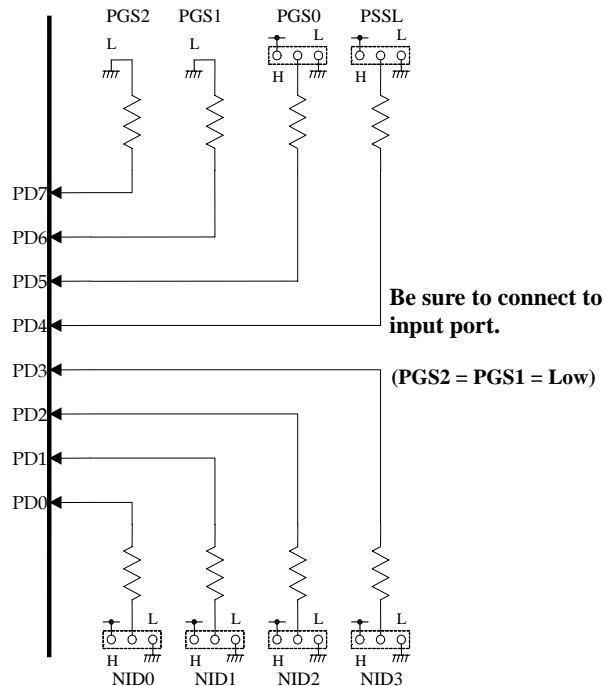 PGS2 PGS1 PGS0 PSSL
L L L L
H H
PD7
PD6
PD5
Be sure to connect to
input port.
PD4
PD3
(PGS2 = PGS1 = Low)
PD2
PD1
PD0
L L L L
H H H H
NID0 NID1 NID2 NID3